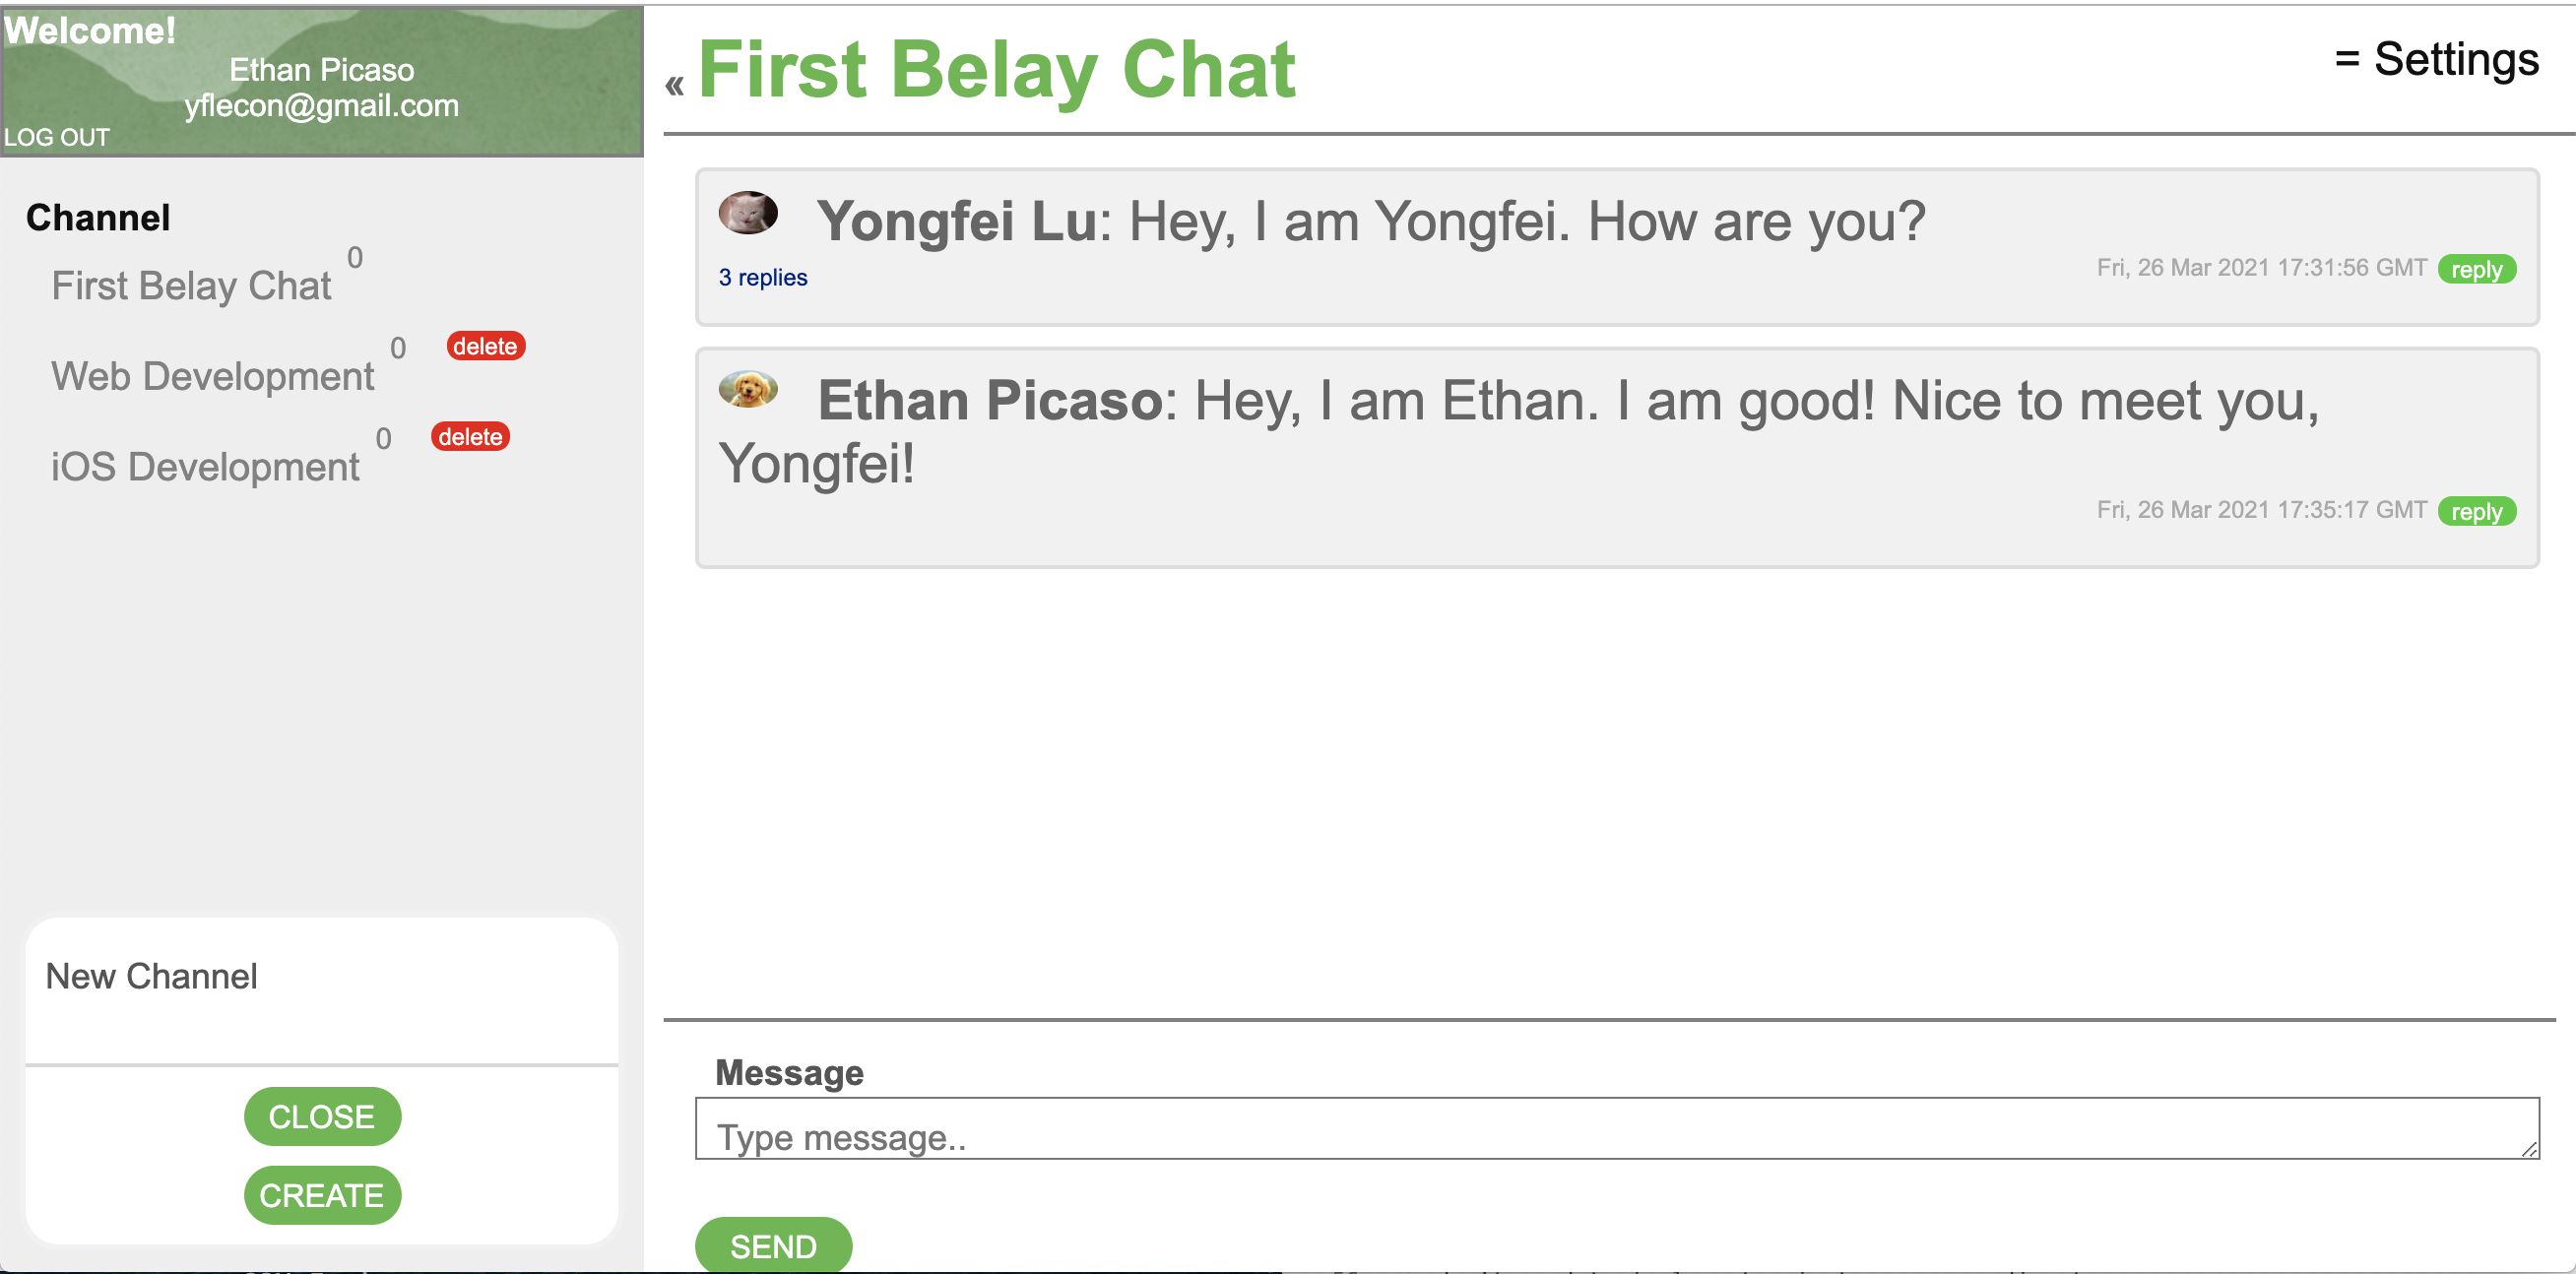 Welcome!
Ethan Picaso
yflecon@gmail.com
LOG OUT
Channel
First Belay Chat 0
Web Development 0 delete
iOS Development 0 delete
New Channel
CLOSE
CREATE
« First Belay Chat
= Settings
Yongfei Lu: Hey, I am Yongfei. How are you?
3 replies
Fri, 26 Mar 2021 17:31:56 GMT reply
Ethan Picaso: Hey, I am Ethan. I am good! Nice to meet you,
Yongfei!
Fri, 26 Mar 2021 17:35:17 GMT reply
Message
Type message..
SEND